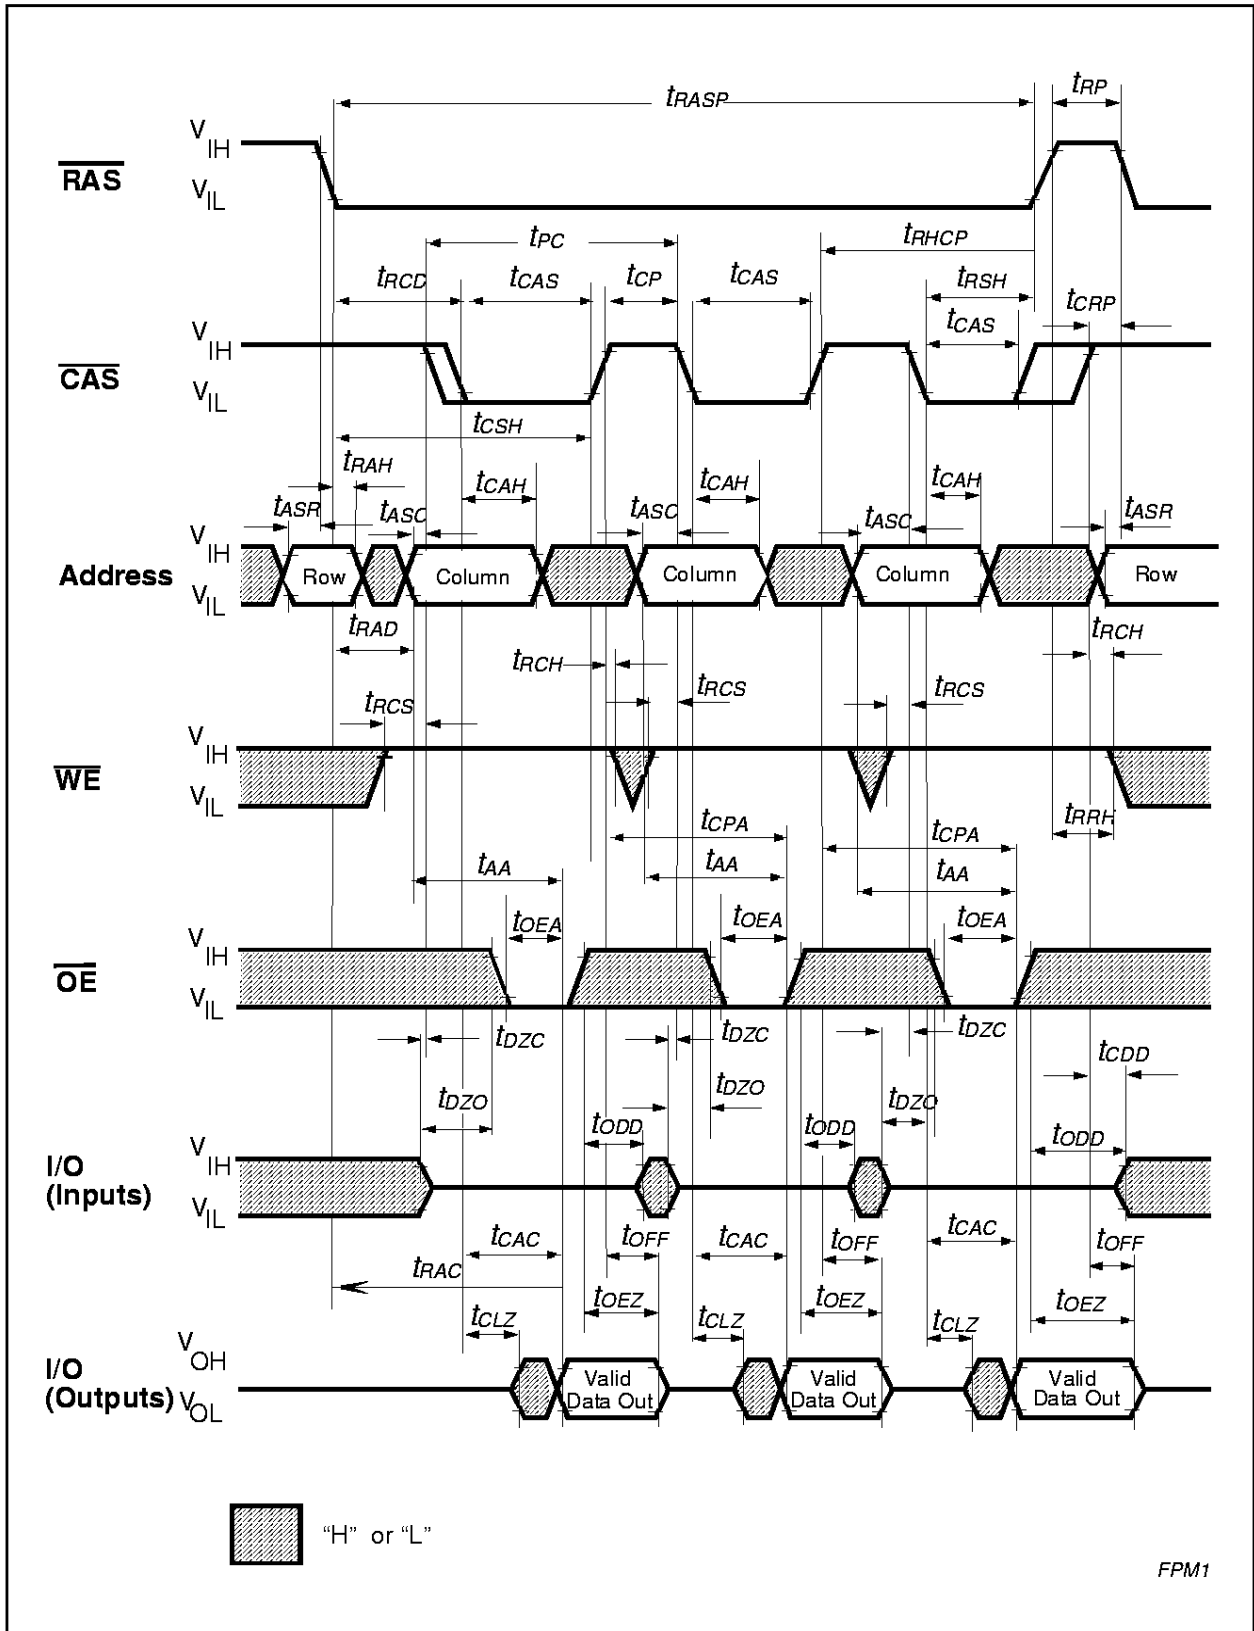 tRASP
tRP
VIH
RAS
VIL
tPC
tRHCP
tRCD
tCAS
tCP
tCAS
tRSH
tCRP
tCAS
VIH
CAS
VIL
tCSH
tRAH
tCAH
tCAH
tCAH
tASR
tASC
tASC
tASC
tASR
VIH
Address
Row
Column
Column
Column
Row
VIL
tRAD
tRCH
tRCH
tRCS
tRCS
tRCS
VIH
WE
VIL
tCPA
tCPA
tRRH
tAA
tAA
tAA
tOEA
tOEA
tOEA
VIH
OE
VIL
tDZC
tDZC
tDZC
tCDD
tDZO
tDZO
tDZO
tODD
tODD
tODD
VIH
I/O
(Inputs)
VIL
tCAC
tOFF
tCAC
tOFF
tCAC
tOFF
tRAC
tOEZ
tOEZ
tOEZ
tCLZ
tCLZ
tCLZ
VOH
I/O
(Outputs)
VOL
Valid
Data Out
Valid
Data Out
Valid
Data Out
“H” or “L”
FPM1